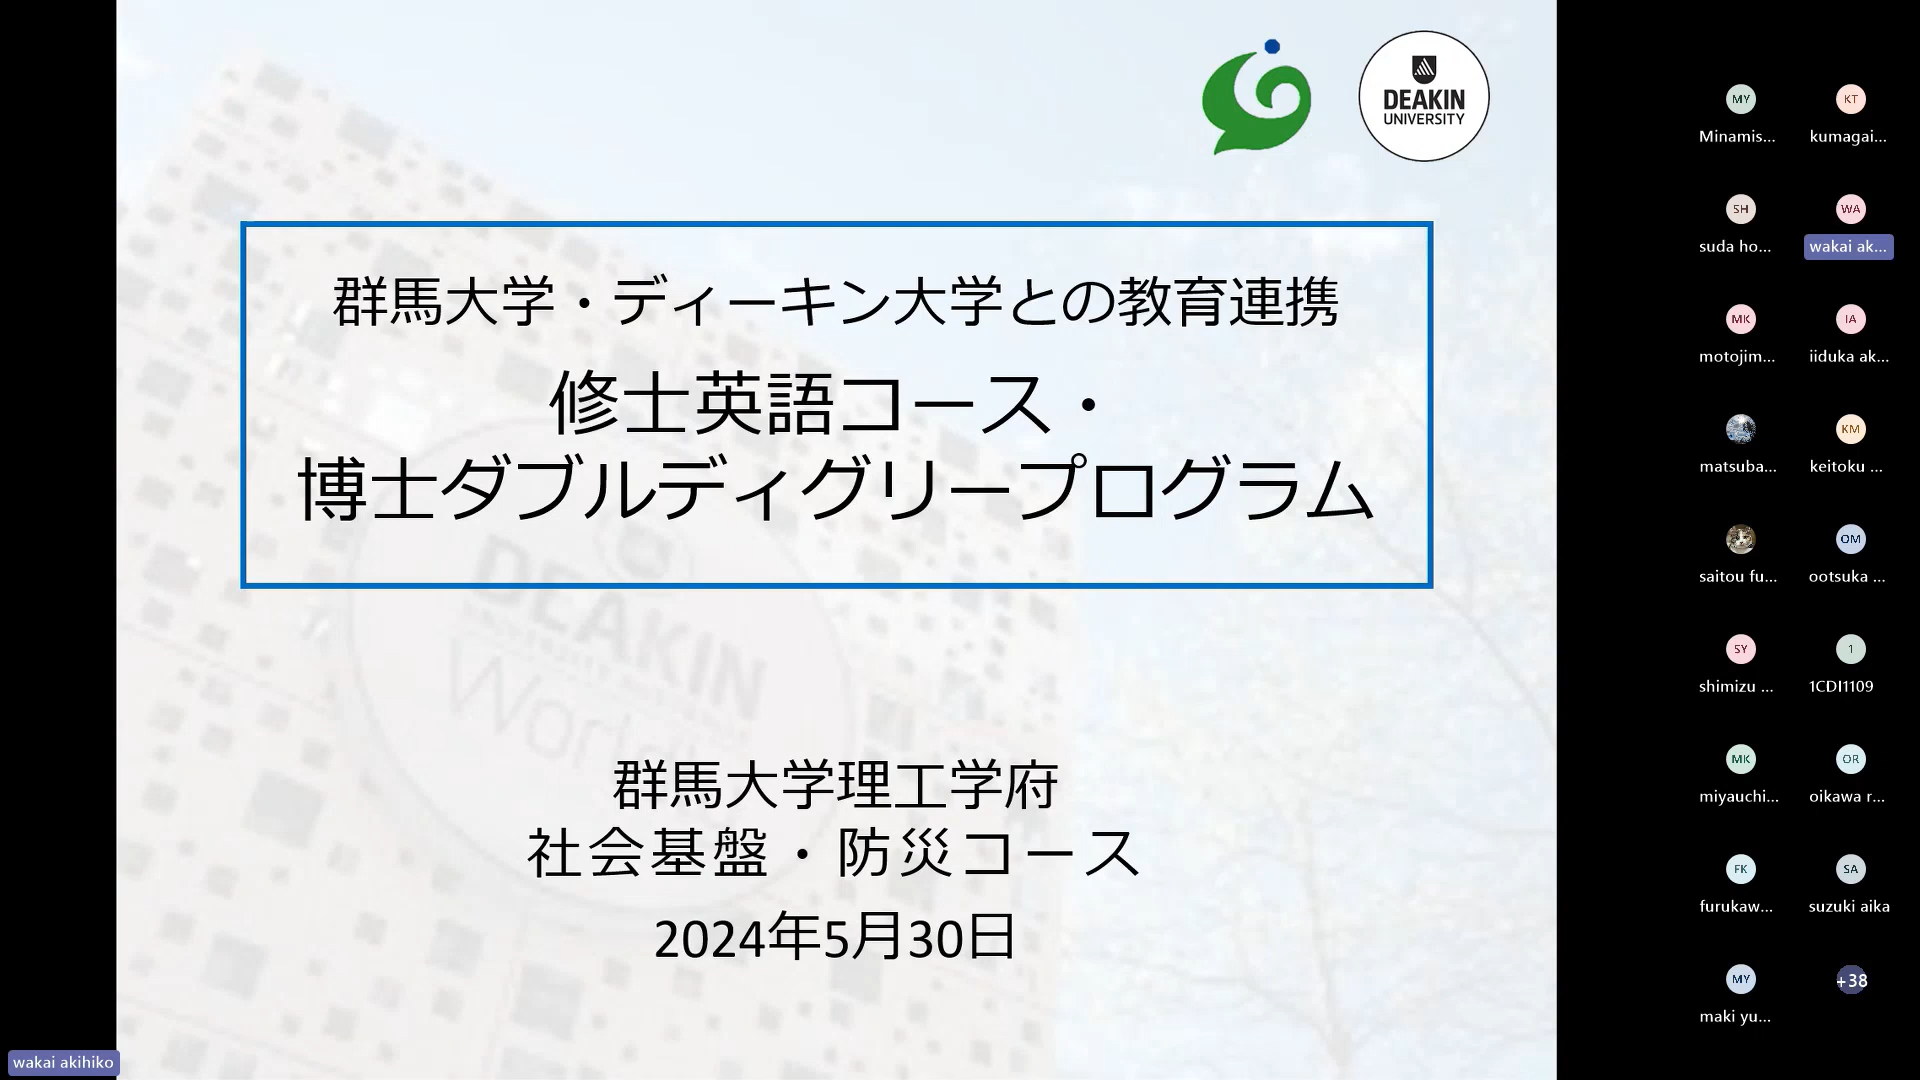 DEAKIN
UNIVERSITY
群馬大学・ディーキン大学との教育連携
修士英語コース・
博士ダブルディグリープログラム
DEAKIN
群馬大学理工学府
社会基盤・防災コース
2024年5月30日
wakai akihiko
MY
Minamis...
KT
kumagai...
SH
suda ho...
WA
wakai ak...
MK
motojim...
IA
iiduka ak...
matsuba...
KM
keitoku ...
saitou fu...
OM
ootsuka ...
SY
shimizu ...
1
1CDI1109
MK
miyauchi...
OR
oikawa r...
FK
furukaw...
SA
suzuki aika
MY
maki yu...
+38